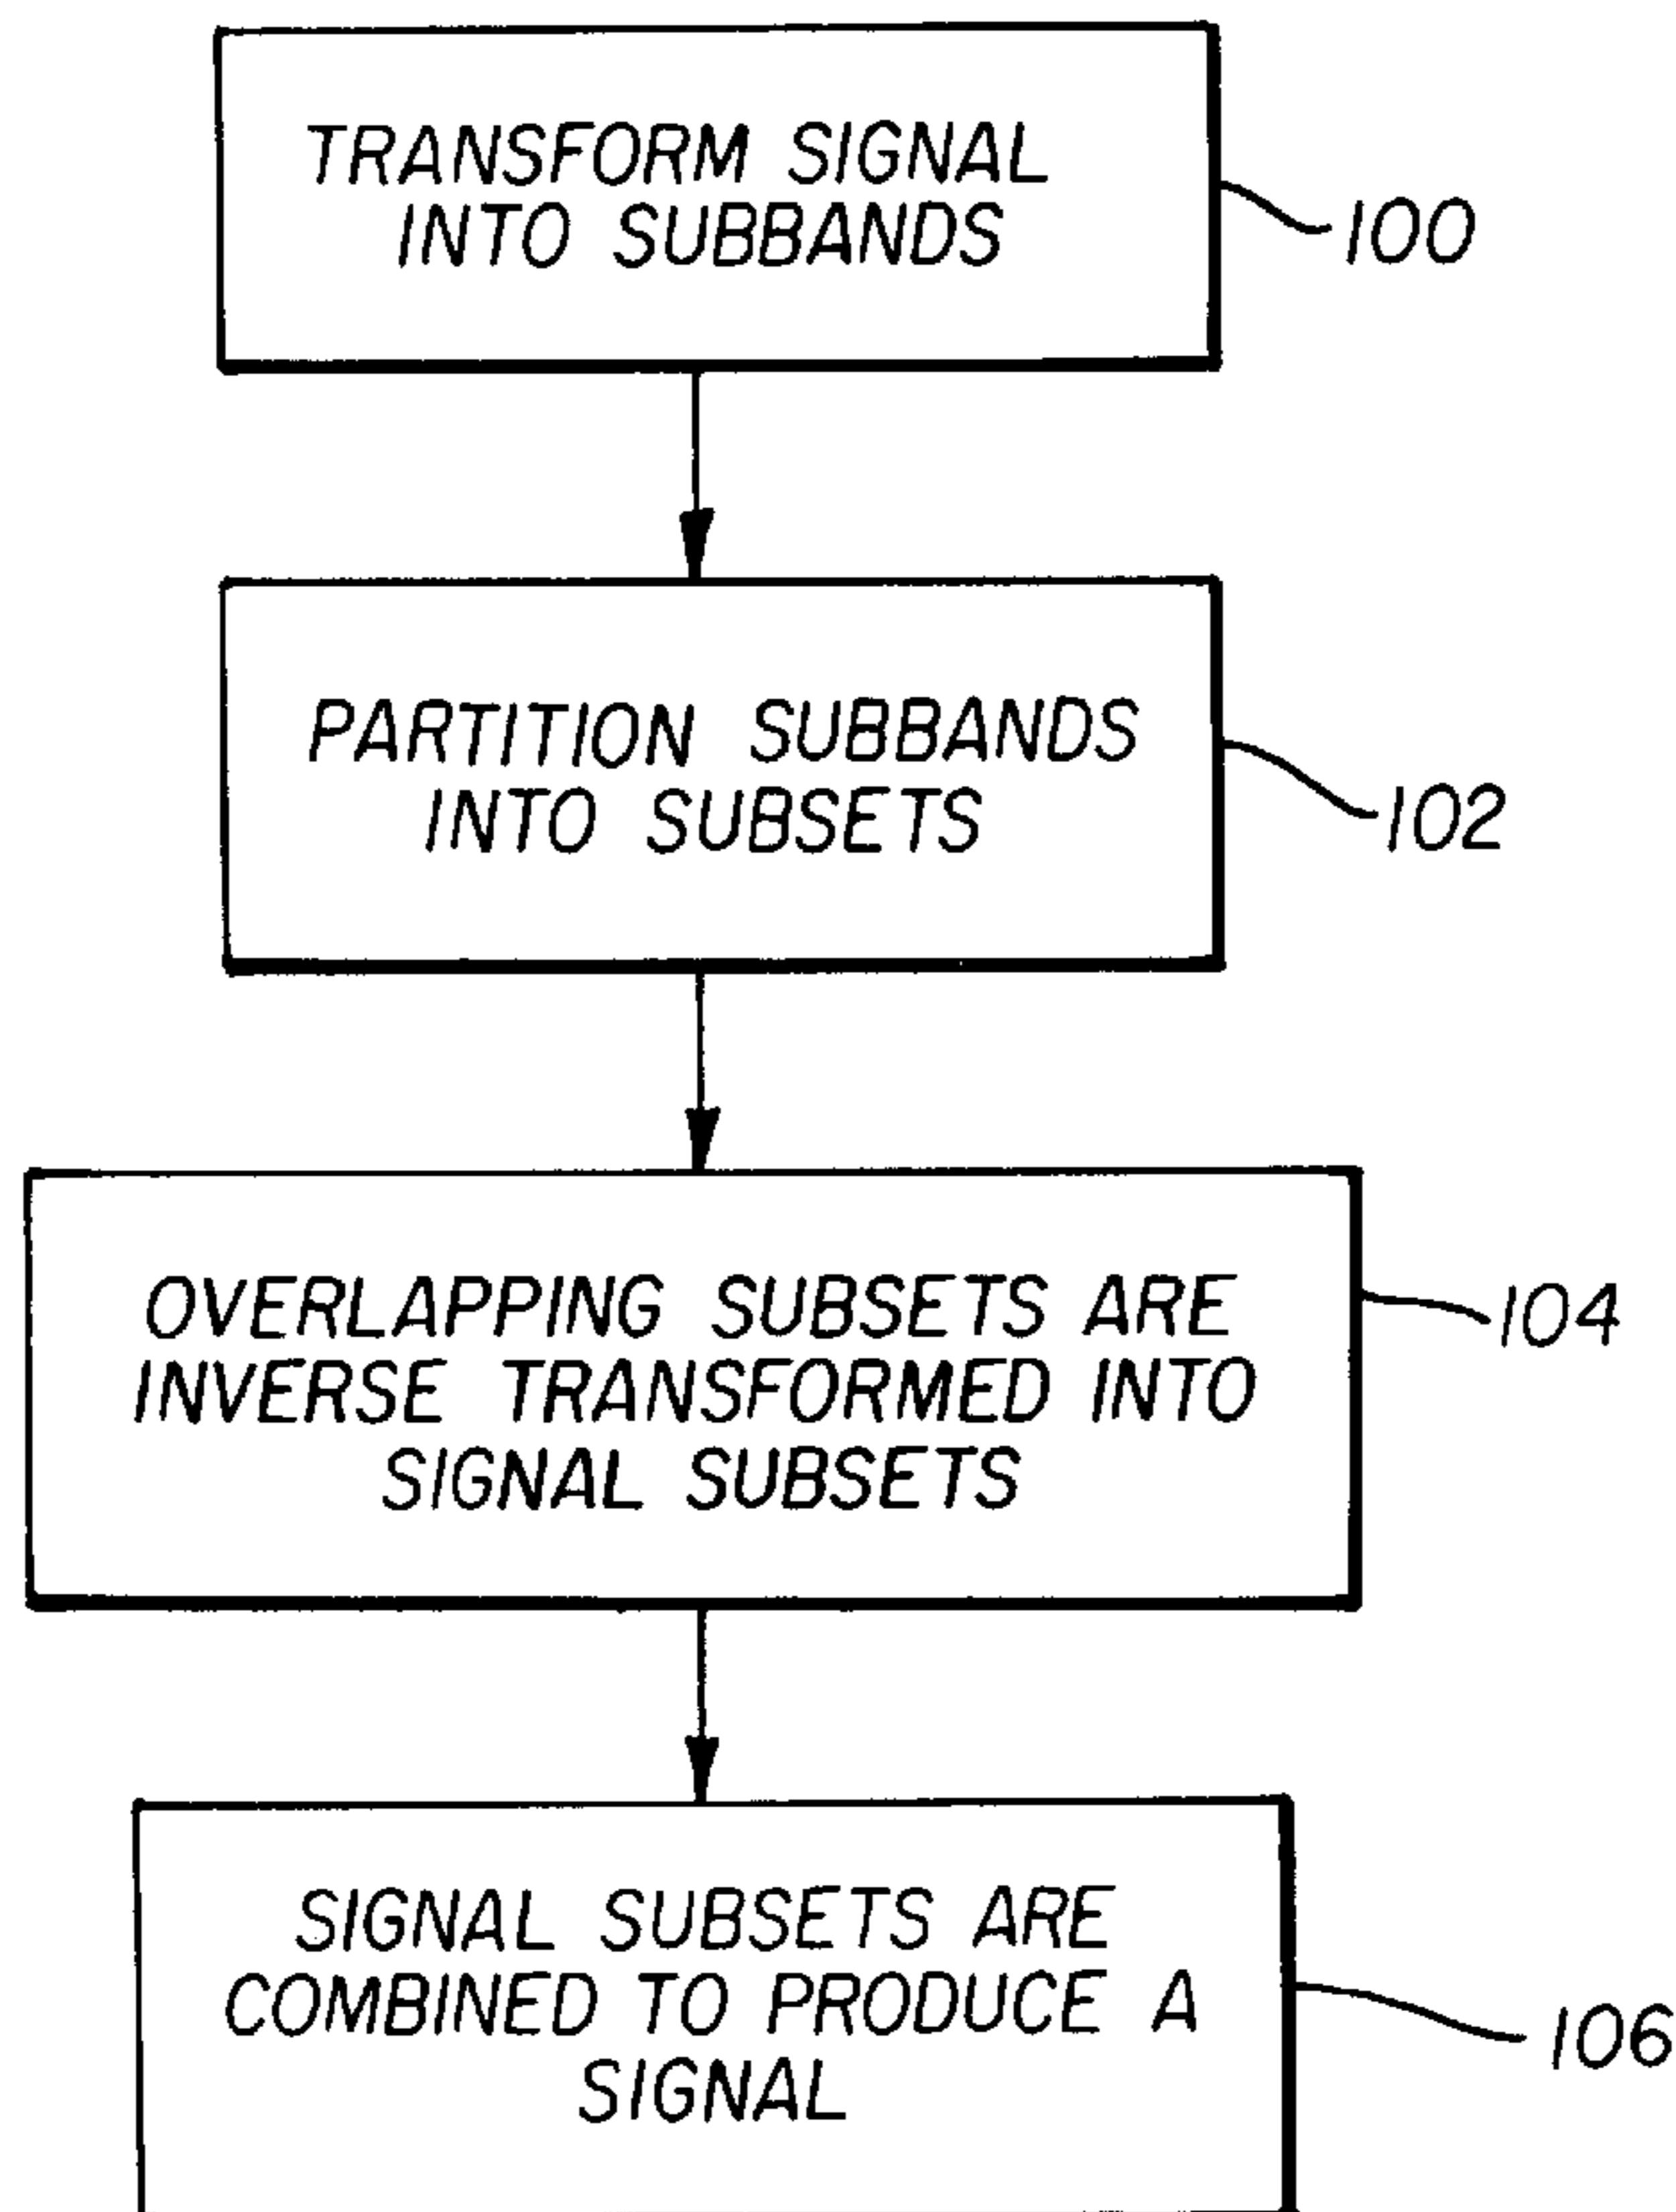 TRANSFORM SIGNAL
INTO SUBBANDS
100
PARTITION SUBBANDS
INTO SUBSETS
102
OVERLAPPING SUBSETS ARE
INVERSE TRANSFORMED INTO
SIGNAL SUBSETS
104
SIGNAL SUBSETS ARE
COMBINED TO PRODUCE A
SIGNAL
106